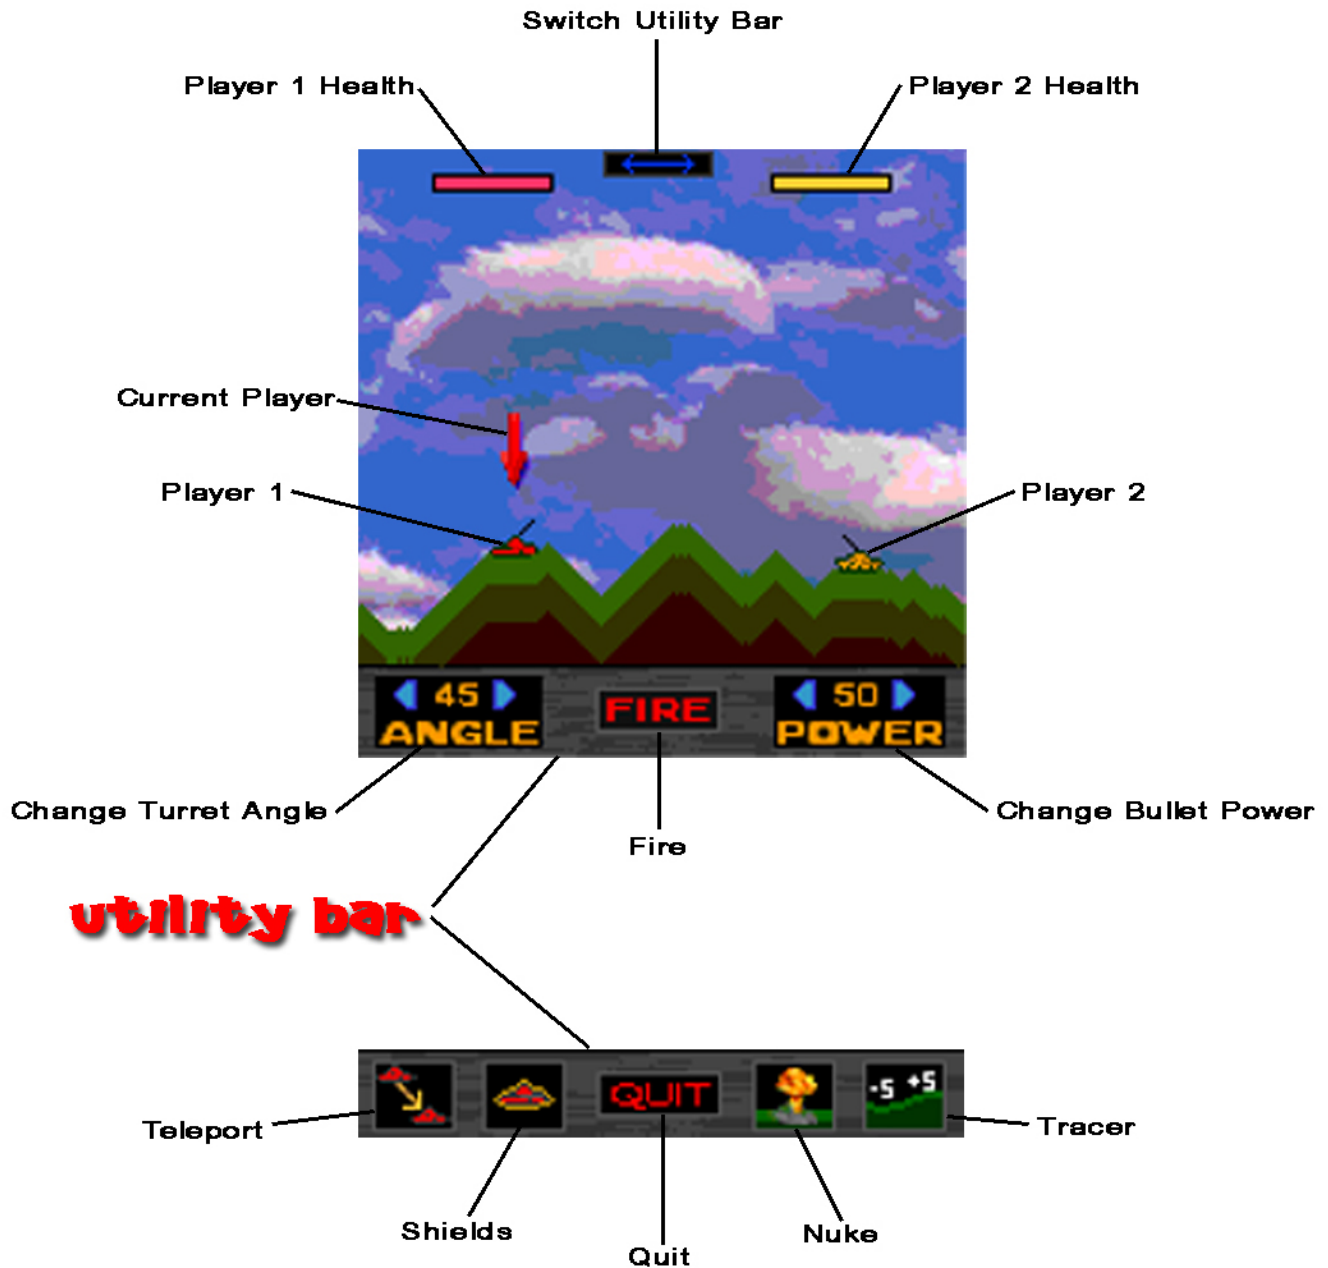 Switch Utility Bar
Player 1 Health
Player 2 Health
Current Player
Player 1
Player 2
45
ANGLE
FIRE
50
POWER
Change Turret Angle
Fire
Change Bullet Power
utility bar
QUIT
-5 +5
Teleport
Tracer
Shields
Quit
Nuke